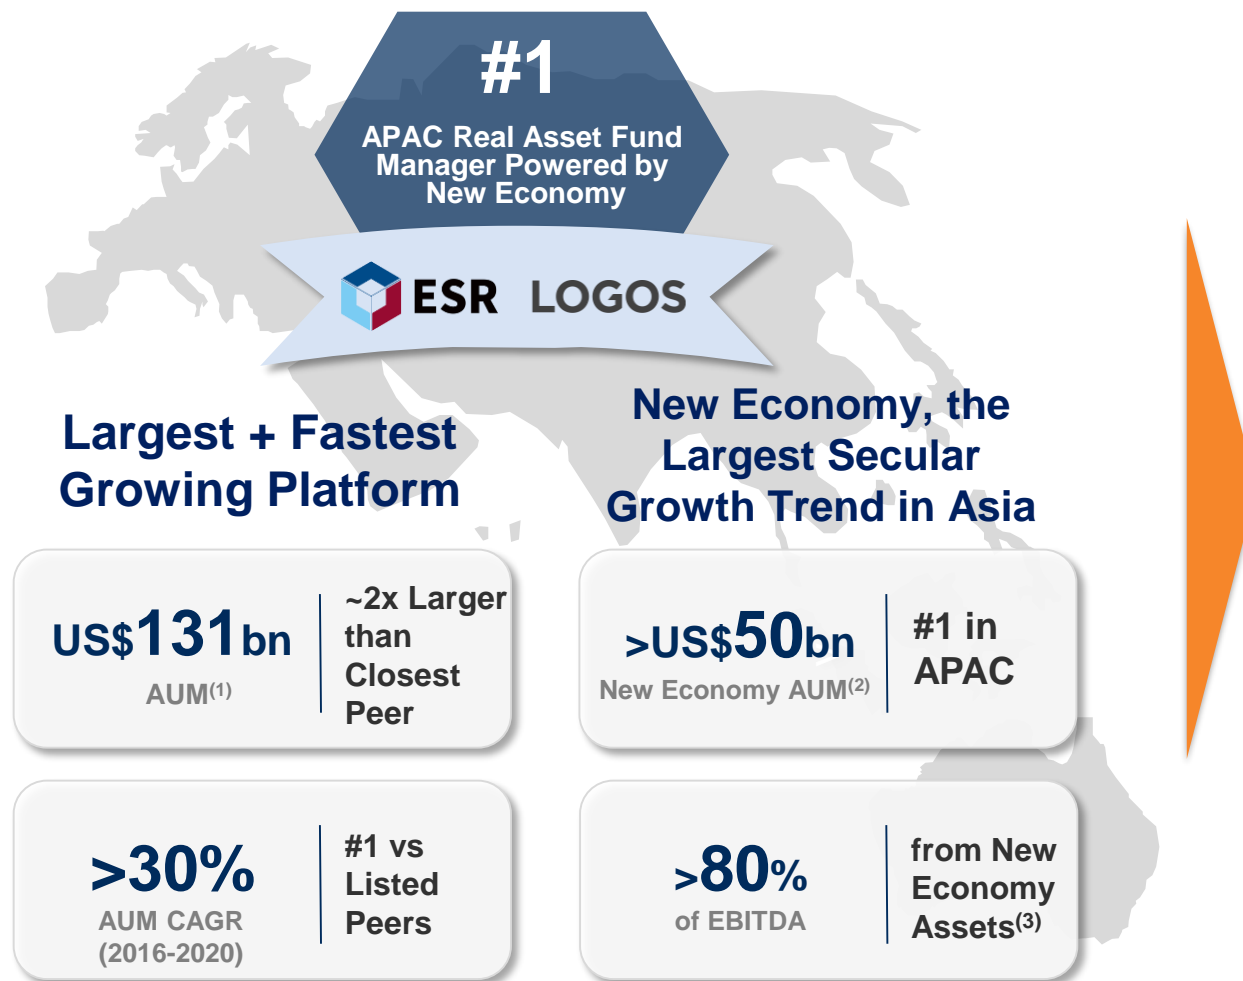 #1
APAC Real Asset Fund
Manager Powered by
New Economy
ESR LOGOS
Largest + Fastest
Growing Platform
New Economy, the
Largest Secular
Growth Trend in Asia
US$131bn
AUM(1)
~2x Larger
than
Closest
Peer
>US$50bn
New Economy AUM(2)
#1 in
APAC
>30%
AUM CAGR
(2016-2020)
#1 vs
Listed
Peers
>80%
of EBITDA
from New
Economy
Assets(3)